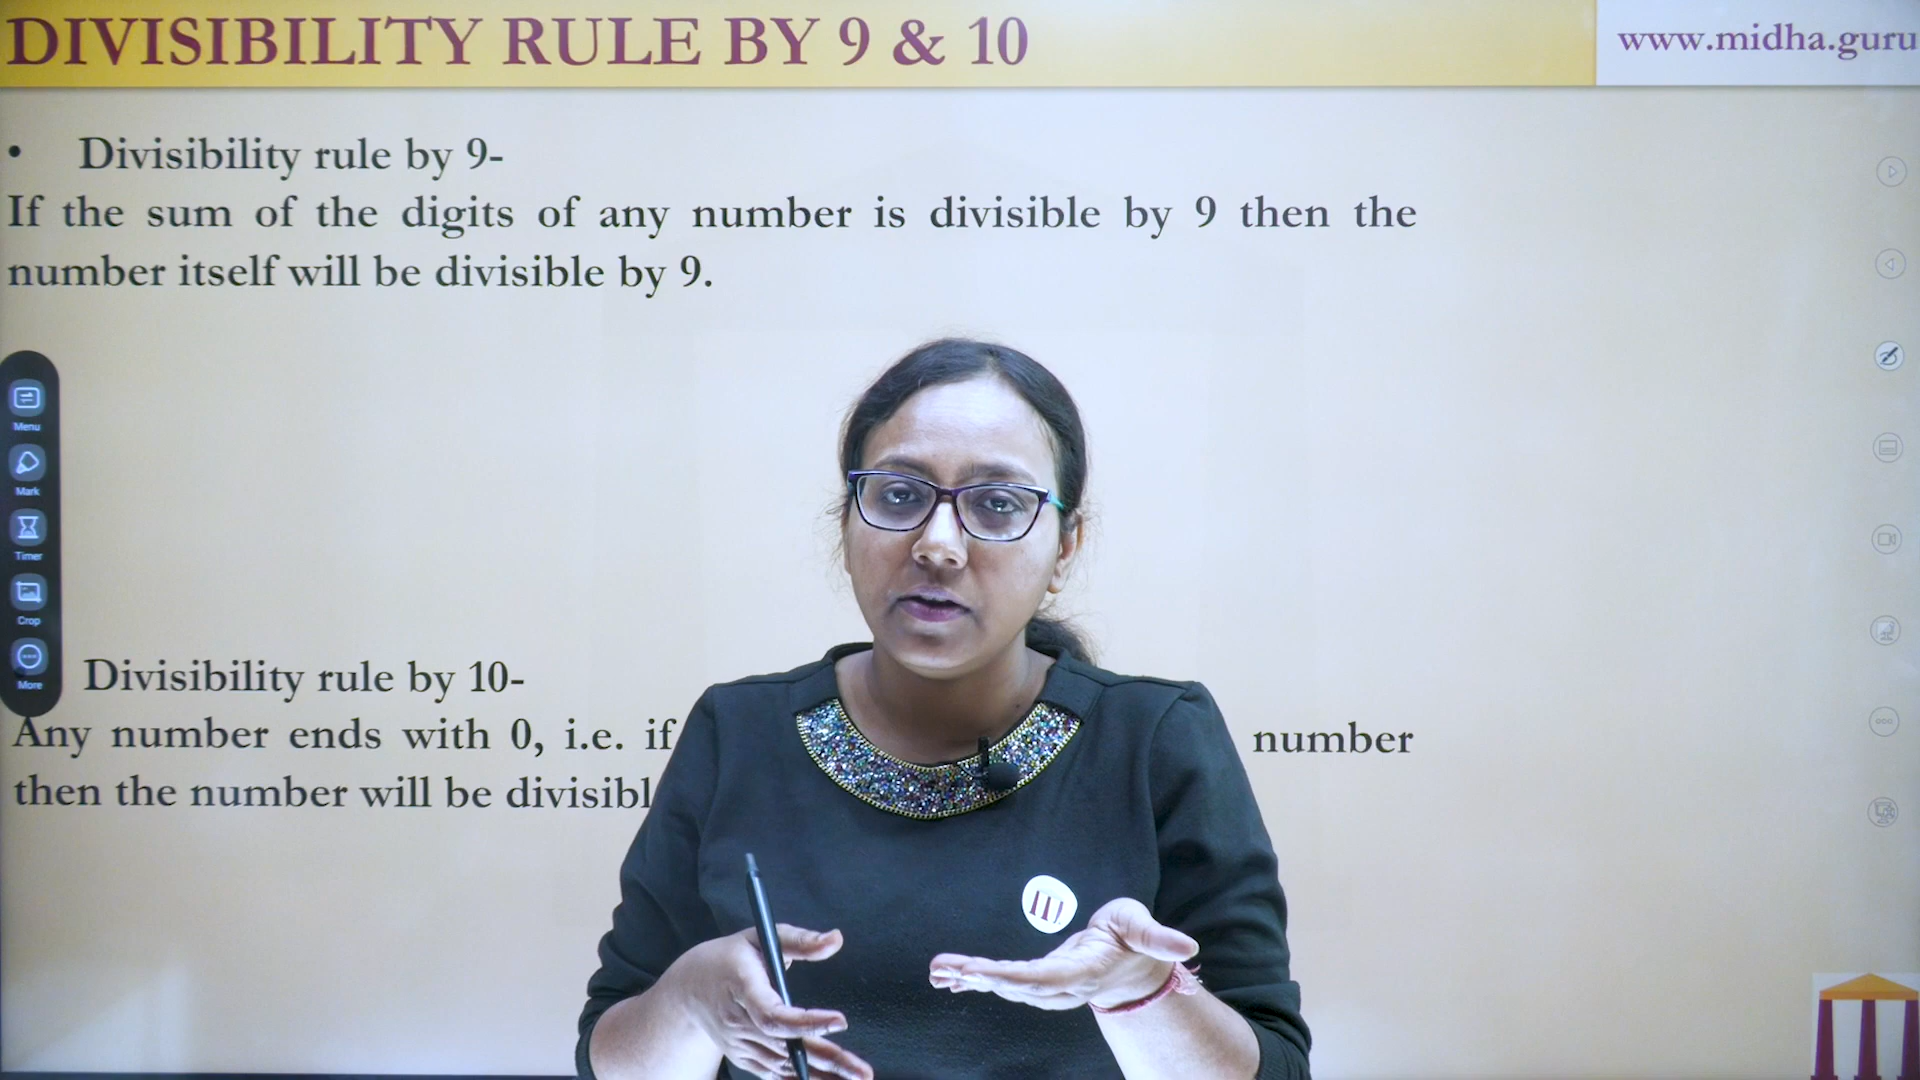 DIVISIBILITY RULE BY 9 & 10
www.midha.guru
• Divisibility rule by 9-
If the sum of the digits of any number is divisible by 9 then the
number itself will be divisible by 9.
Menu
Mark
Timer
Crop
More
Divisibility rule by 10-
Any number ends with 0, i.e. if number
then the number will be divisibl